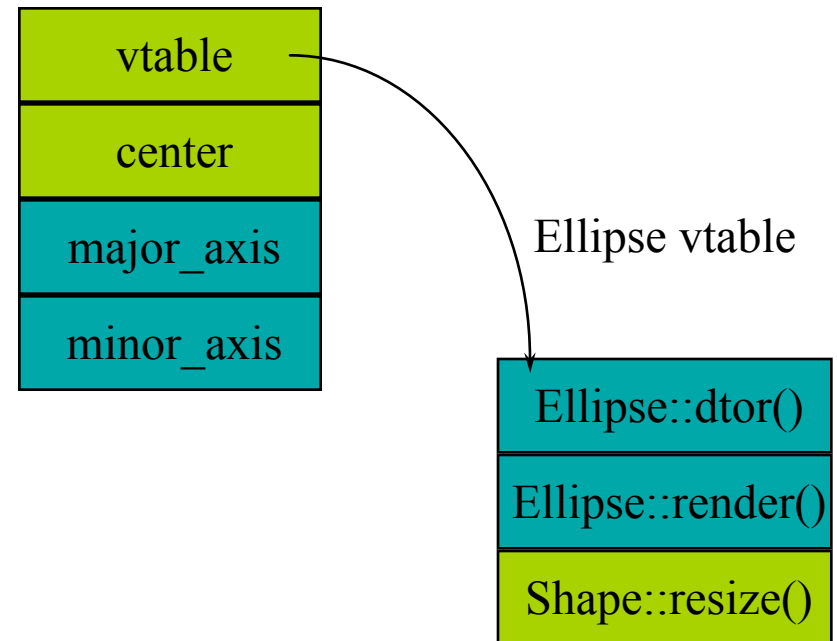 vtable
center
major_axis
minor_axis
Ellipse vtable
Ellipse::dtor()
Ellipse::render()
Shape::resize()